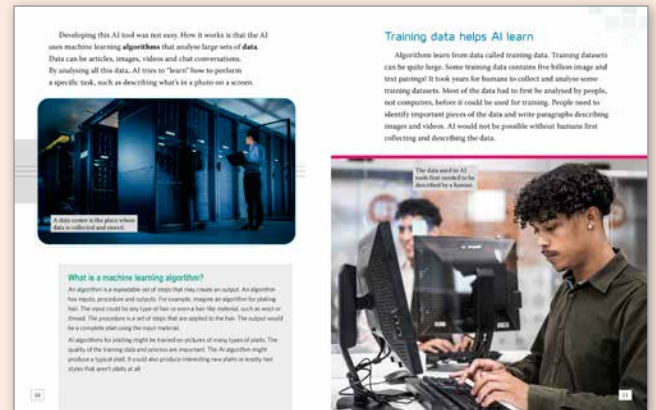 Developing this AI tool was not easy. How it works is that the AI
uses machine learning algorithms that analyse large sets of data.
Data can be articles, images, videos and chat conversations.
By analysing all this data, AI tries to "learn" how to perform
a specific task, such as describing what's in a photo on a screen.
A data center is the place where
data is collected and stored.
What is a machine learning algorithm?
An algorithm is a repeatable set of steps that may create an output. An algorithm
has inputs, procedure and outputs. For example, imagine an algorithm for plaiting
hair. The input could be any type of hair or even a hair-like material, such as wool or
thread. The procedure is a set of steps that are applied to the hair. The output would
be a complete plait using the input material.
AI algorithms for plaiting might be trained on pictures of many types of plaits. The
quality of the training data and process are important. The AI algorithm might
produce a typical plait. It could also produce interesting new plaits or knotty hair
styles that aren't plaits at all.
10
Training data helps AI learn
Algorithms learn from data called training data. Training datasets
can be quite large. Some training data contains five billion image and
text pairings! It took years for humans to collect and analyse some
training datasets. Most of the data had to first be analysed by people,
not computers, before it could be used for training. People need to
identify important pieces of the data and write paragraphs describing
images and videos. AI would not be possible without humans first
collecting and describing the data.
The data used in AI
tools first needed to be
described by a human.
11